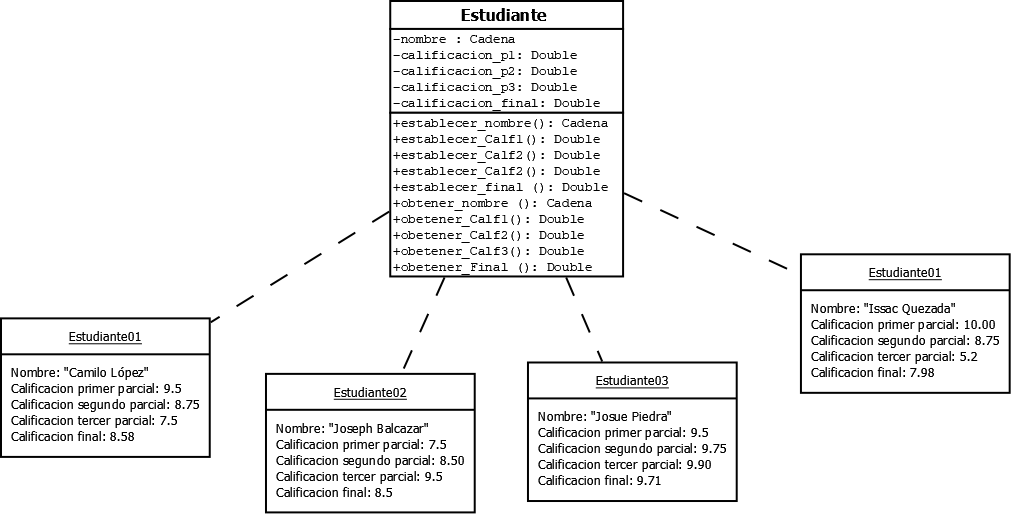 Estudiante
-nombre : Cadena
-calificacion_p1: Double
-calificacion_p2: Double
-calificacion_p3: Double
-calificacion_final: Double
+establecer_nombre(): Cadena
+establecer_Calf1(): Double
+establecer_Calf2(): Double
+establecer_Calf2(): Double
+establecer_final (): Double
+obtener_nombre (): Cadena
+obetener_Calf1(): Double
+obetener_Calf2(): Double
+obetener_Calf3(): Double
+obetener_Final (): Double
Estudiante01
Nombre: "Camilo López"
Calificacion primer parcial: 9.5
Calificacion segundo parcial: 8.75
Calificacion tercer parcial: 7.5
Calificacion final: 8.58
Estudiante02
Nombre: "Joseph Balcazar"
Calificacion primer parcial: 7.5
Calificacion segundo parcial: 8.50
Calificacion tercer parcial: 9.5
Calificacion final: 8.5
Estudiante03
Nombre: "Josue Piedra"
Calificacion primer parcial: 9.5
Calificacion segundo parcial: 9.75
Calificacion tercer parcial: 9.90
Calificacion final: 9.71
Estudiante01
Nombre: "Issac Quezada"
Calificacion primer parcial: 10.00
Calificacion segundo parcial: 8.75
Calificacion tercer parcial: 5.2
Calificacion final: 7.98